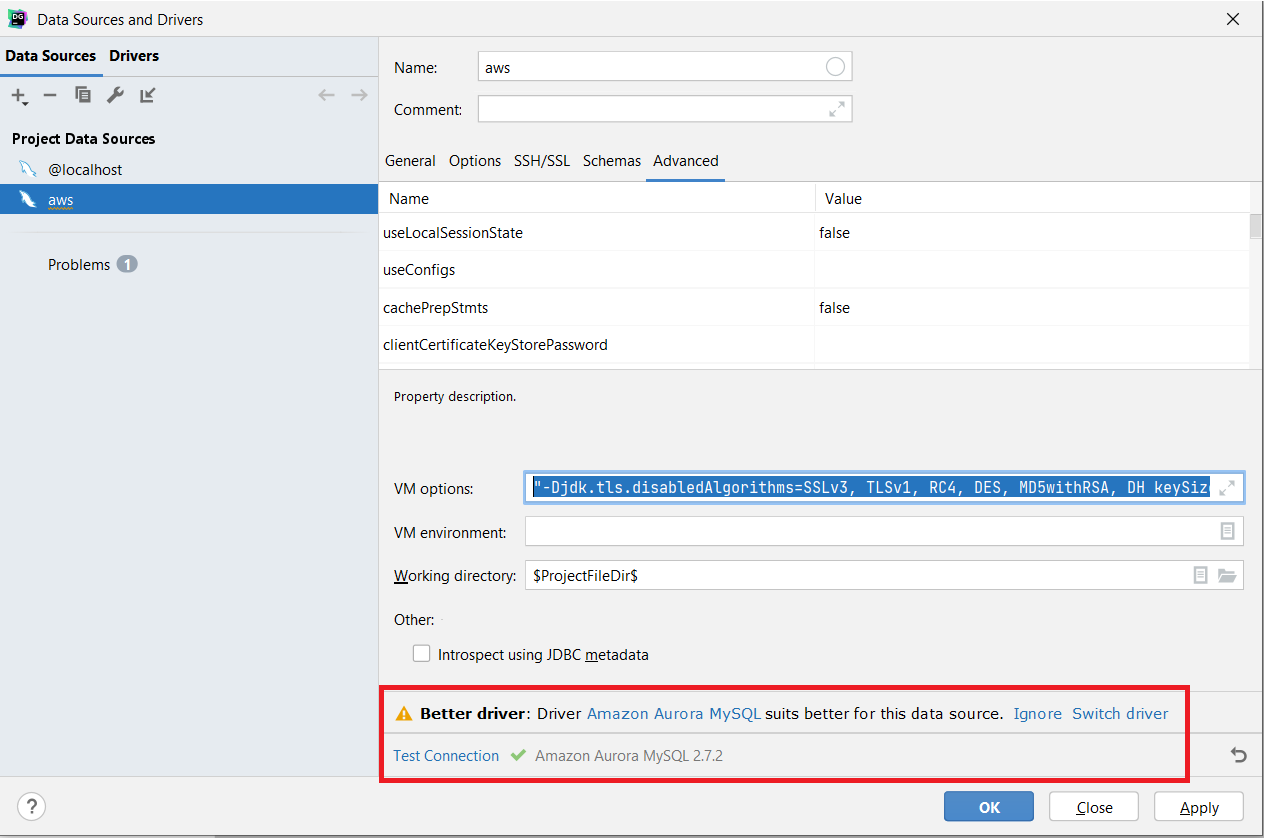 DG Data Sources and Drivers
Data Sources Drivers
Project Data Sources
@localhost
aws
Problems 1
Name: aws
Comment:
General Options SSH/SSL Schemas Advanced
Name Value
useLocalSessionState false
useConfigs
cachePrepStmts false
clientCertificateKeyStorePassword
Property description.
VM options: "-Djdk.tls.disabledAlgorithms=SSLv3, TLSv1, RC4, DES, MD5withRSA, DH keySiz
VM environment:
Working directory: $ProjectFileDir$
Other:
Introspect using JDBC metadata
Better driver: Driver Amazon Aurora MySQL suits better for this data source. Ignore Switch driver
Test Connection Amazon Aurora MySQL 2.7.2
? OK Close Apply